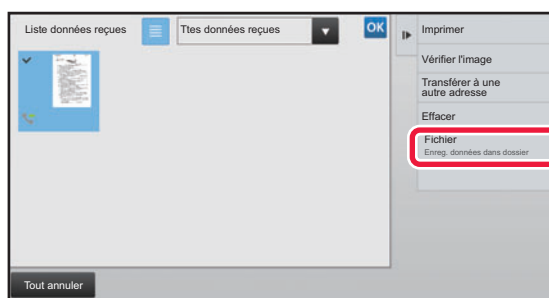 Liste données reçues
Ttes données reçues
OK
Imprimer
Vérifier l'image
Transférer à une
autre adresse
Effacer
Fichier
Enreg. données dans dossier
Tout annuler